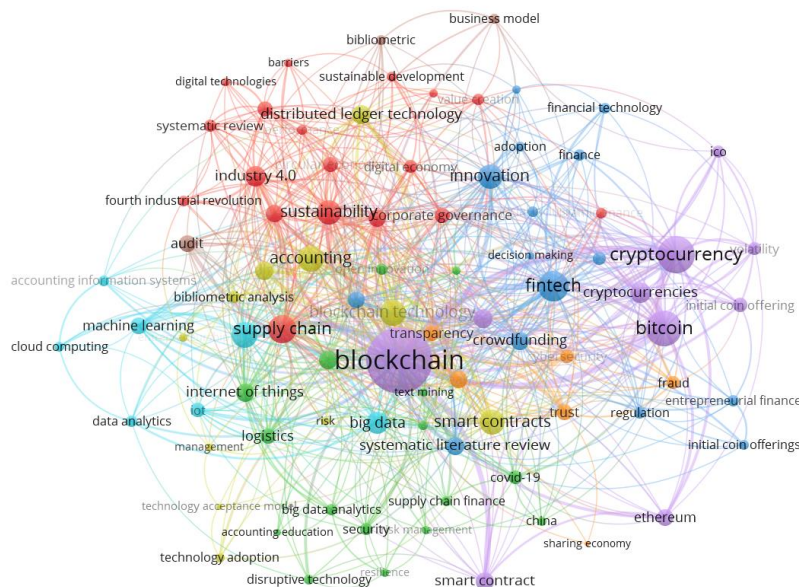 business model
bibliometric
barriers
digital technologies
sustainable development
value creation
financial technology
distributed ledger technology
systematic review
adoption
finance
ico
circular economy
digital economy
industry 4.0
innovation
fourth industrial revolution
sustainability
corporate governance
audit
decision making
cryptocurrency
volatility
accounting
open innovation
accounting information systems
fintech
cryptocurrencies
bibliometric analysis
initial coin offering
blockchain technology
machine learning
supply chain
transparency
crowdfunding
bitcoin
cloud computing
blockchain
cybersecurity
text mining
fraud
internet of things
entrepreneurial finance
iot
trust
regulation
data analytics
risk
big data
smart contracts
logistics
management
systematic literature review
initial coin offerings
covid-19
technology acceptance model
big data analytics
supply chain finance
china
ethereum
accounting education
security
risk management
sharing economy
technology adoption
resilience
disruptive technology
smart contract